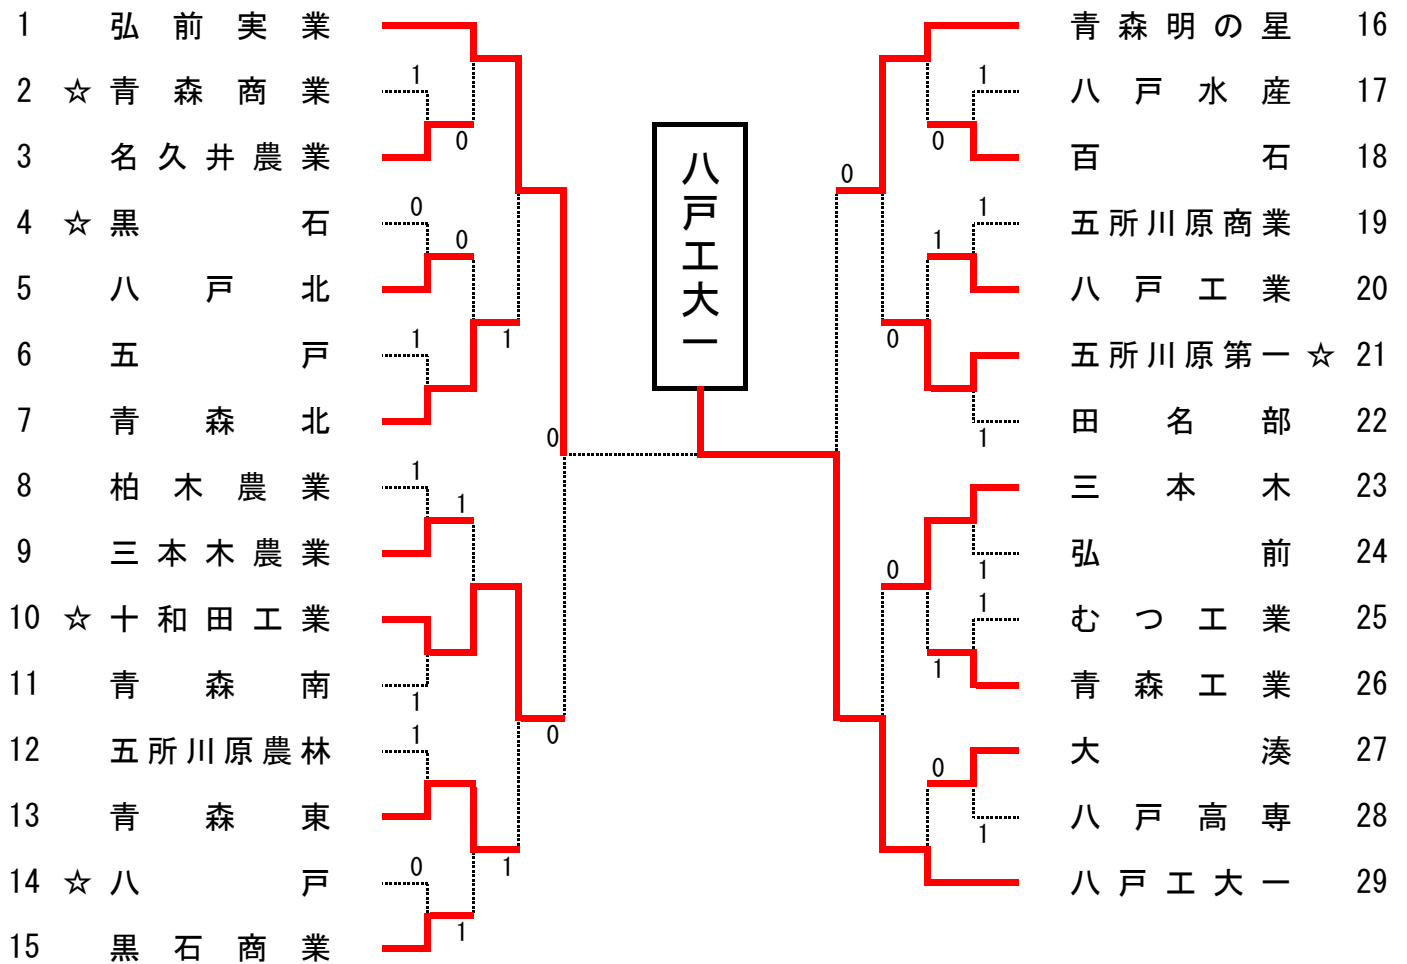 1 弘前実業
2 ☆ 青森商業
3 名久井農業
4 ☆ 黒石
5 八戸北
6 五戸
7 青森北
8 柏木農業
9 三本木農業
10 ☆ 十和田工業
11 青森南
12 五所川原農林
13 青森東
14 ☆ 八戸
15 黒石商業
1
0
0
0
1
1
0
1
1
1
1
0
1
0
1
八戸工大一
0
1
0
1
1
0
1
0
1
1
1
0
1
青森明の星 16
八戸水産 17
百石 18
五所川原商業 19
八戸工業 20
五所川原第一 ☆ 21
田名部 22
三本木 23
弘前 24
むつ工業 25
青森工業 26
大湊 27
八戸高専 28
八戸工大一 29